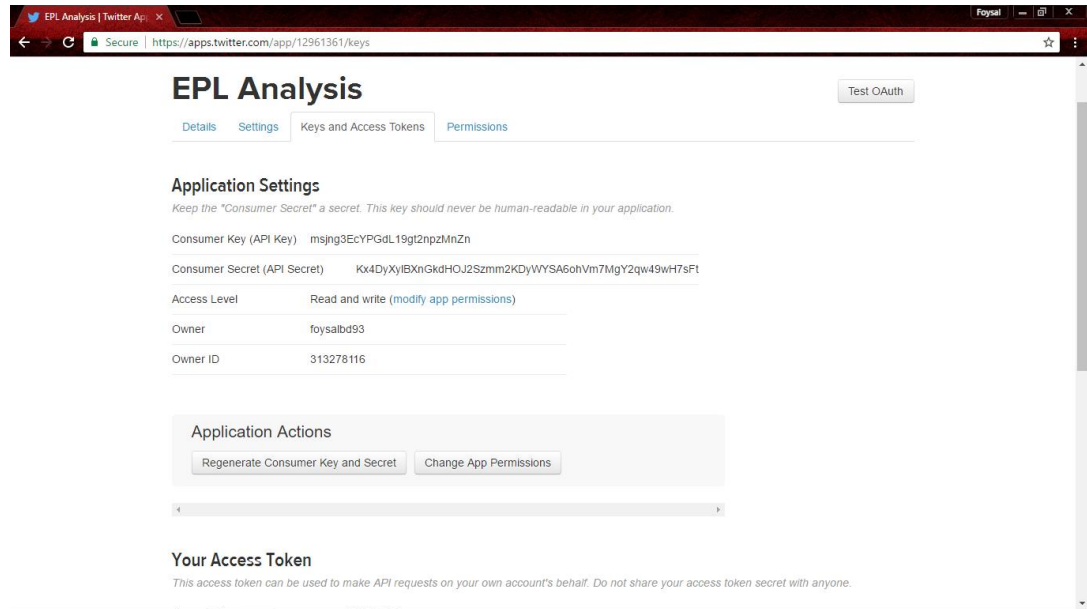 EPL Analysis | Twitter Ap
Foysal
Secure https://apps.twitter.com/app/12961361/keys
EPL Analysis
Test OAuth
Details Settings Keys and Access Tokens Permissions
Application Settings
Keep the "Consumer Secret" a secret. This key should never be human-readable in your application.
Consumer Key (API Key) msjng3EcYPGdL19gt2npzMnZn
Consumer Secret (API Secret) Kx4DyXylBXnGkdHOJ2Szmm2KDyWYSA6ohVm7MgY2qw49wH7sFt
Access Level Read and write (modify app permissions)
Owner foysalbd93
Owner ID 313278116
Application Actions
Regenerate Consumer Key and Secret Change App Permissions
Your Access Token
This access token can be used to make API requests on your own account's behalf. Do not share your access token secret with anyone.